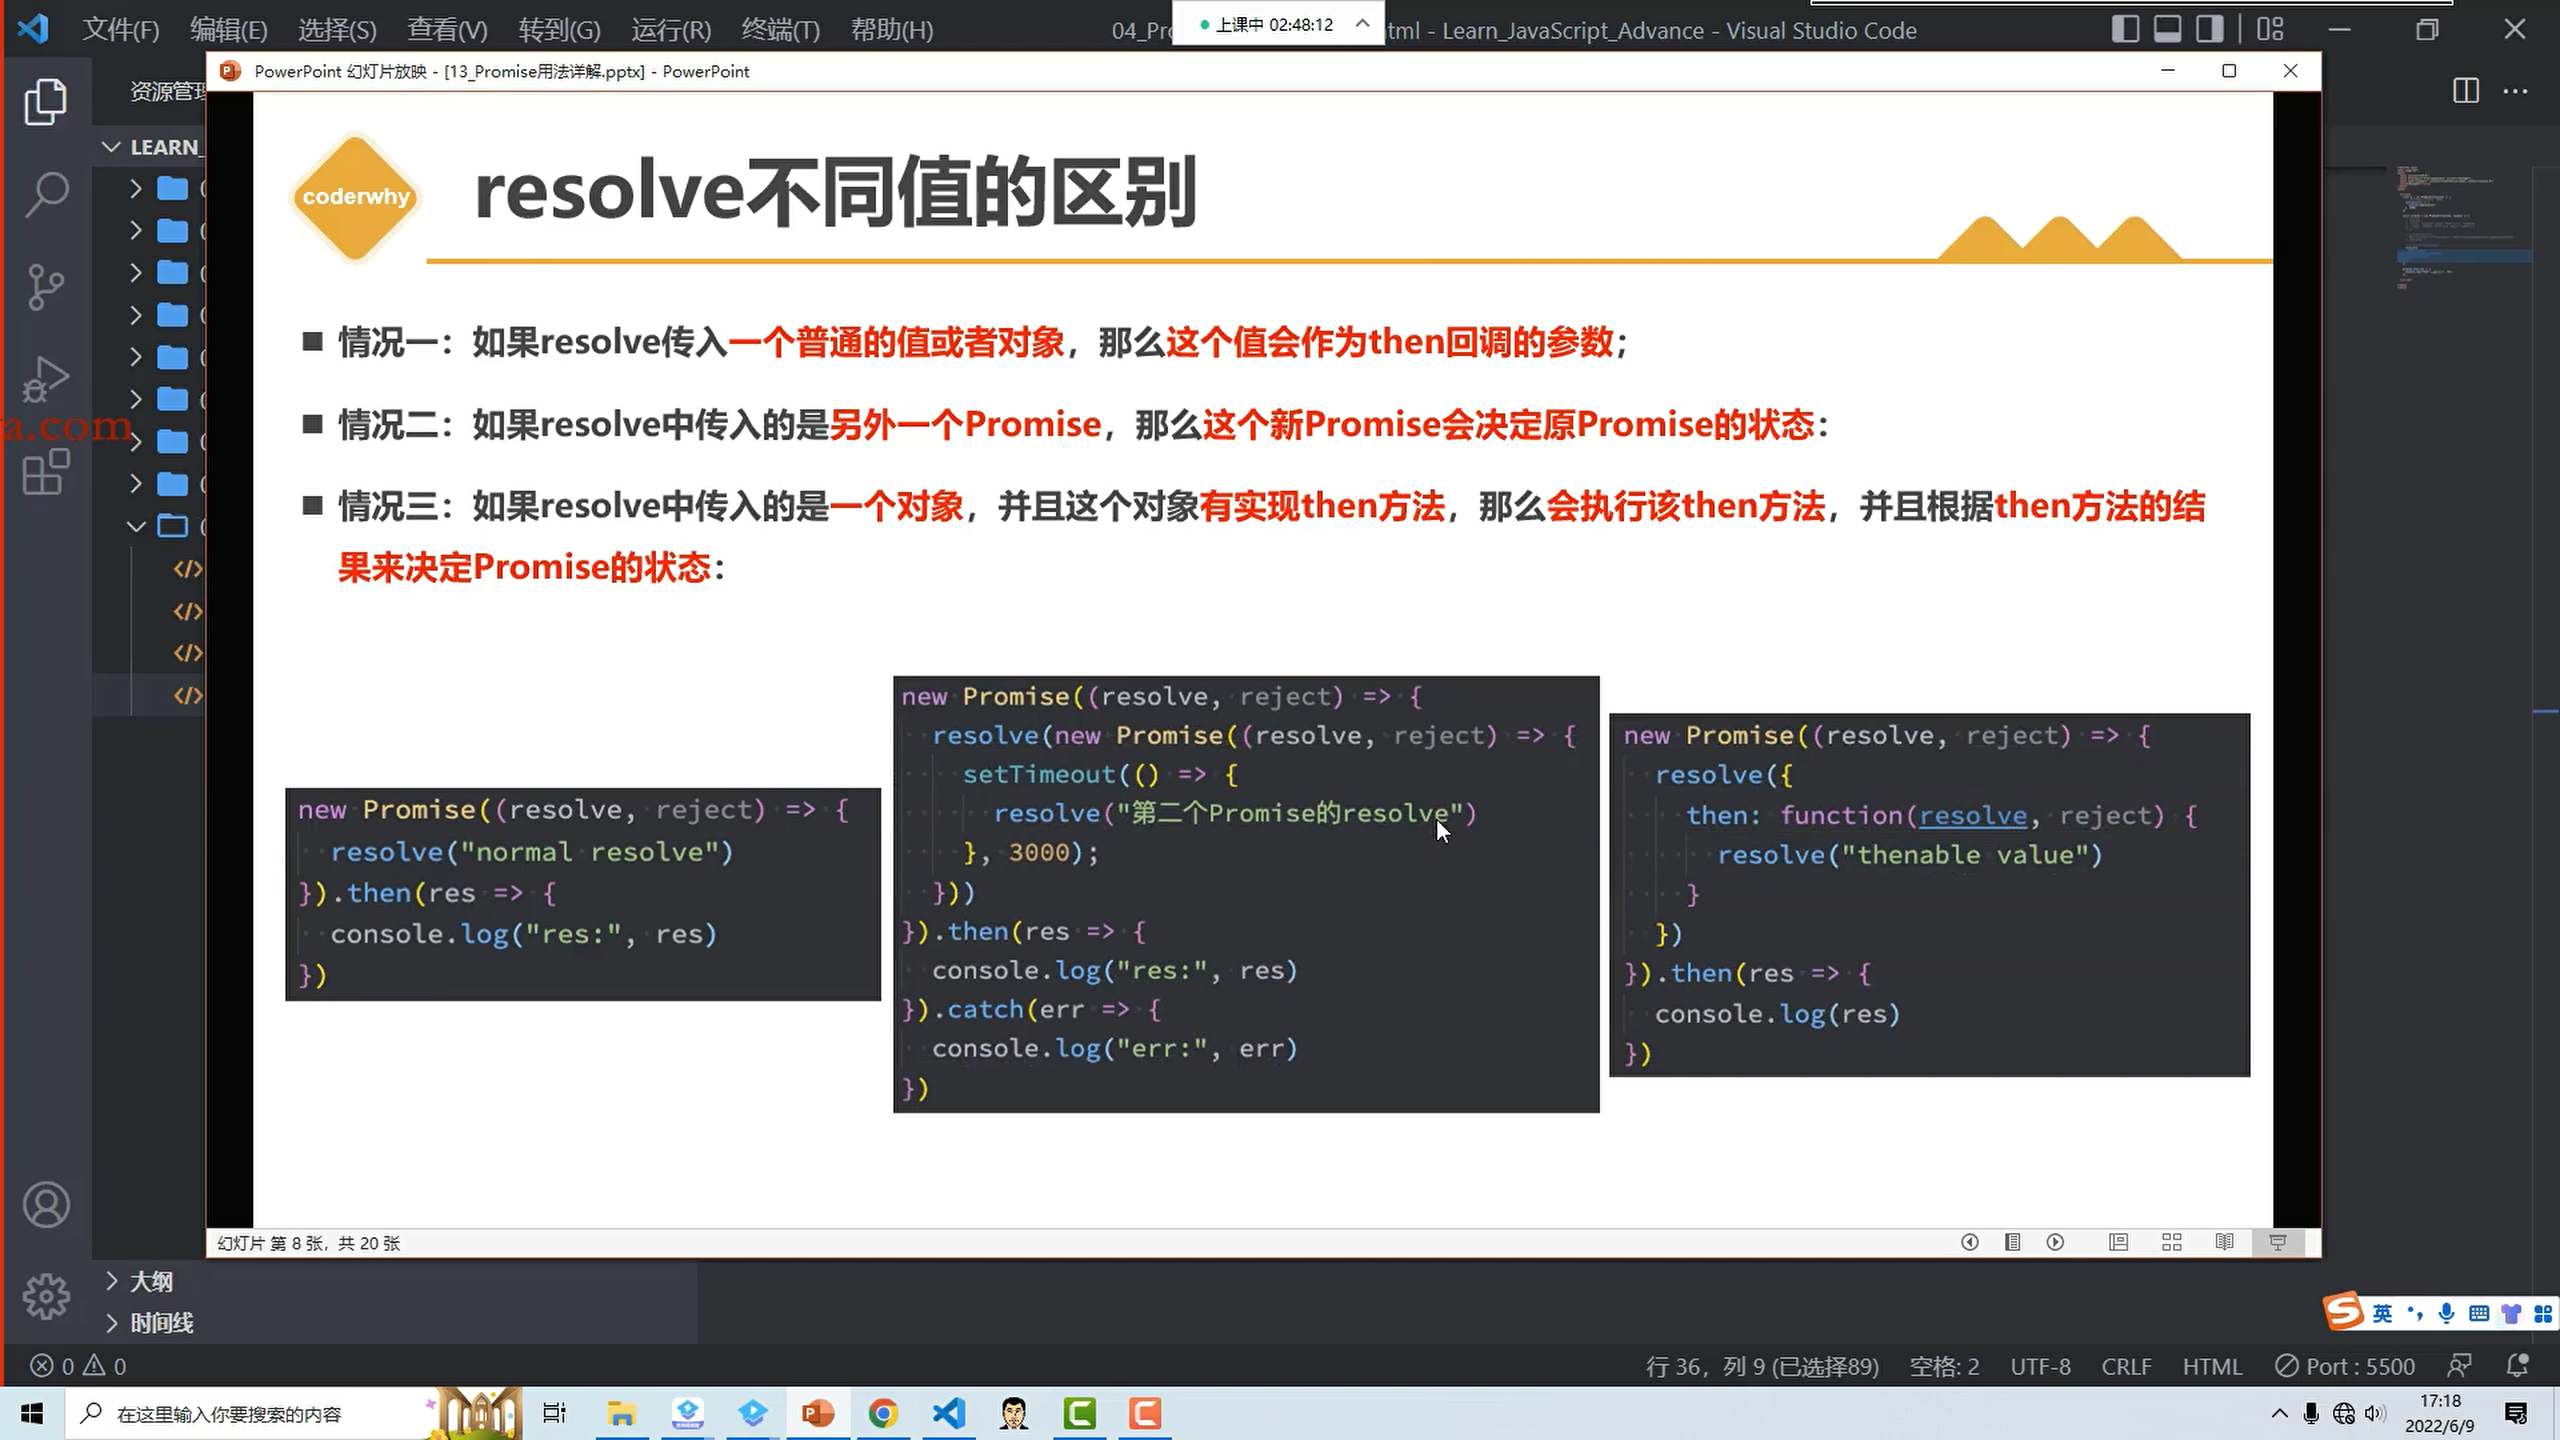 文件(F) 编辑(E) 选择(S) 查看(V) 转到(G) 运行(R) 终端(T) 帮助(H)
上课中 02:48:12
tml - Learn_JavaScript_Advance - Visual Studio Code
PowerPoint 幻灯片放映 - [13_Promise用法详解.pptx] - PowerPoint
资源管
LEARN_
a.com
coderwhy
resolve不同值的区别
情况一：如果resolve传入一个普通的值或者对象，那么这个值会作为then回调的参数；
情况二：如果resolve中传入的是另外一个Promise，那么这个新Promise会决定原Promise的状态：
情况三：如果resolve中传入的是一个对象，并且这个对象有实现then方法，那么会执行该then方法，并且根据then方法的结
果来决定Promise的状态：
new Promise((resolve, reject) => {
resolve("normal resolve")
}).then(res => {
console.log("res:", res)
})
new Promise((resolve, reject) => {
resolve(new Promise((resolve, reject) => {
setTimeout(() => {
resolve("第二个Promise的resolve")
}, 3000);
}))
}).then(res => {
console.log("res:", res)
}).catch(err => {
console.log("err:", err)
})
new Promise((resolve, reject) => {
resolve({
then: function(resolve, reject) {
resolve("thenable value")
}
})
}).then(res => {
console.log(res)
})
幻灯片 第 8 张，共 20 张
大纲
时间线
英
0 0
行 36，列 9 (已选择89) 空格: 2 UTF-8 CRLF HTML Port : 5500
在这里输入你要搜索的内容
17:18
2022/6/9